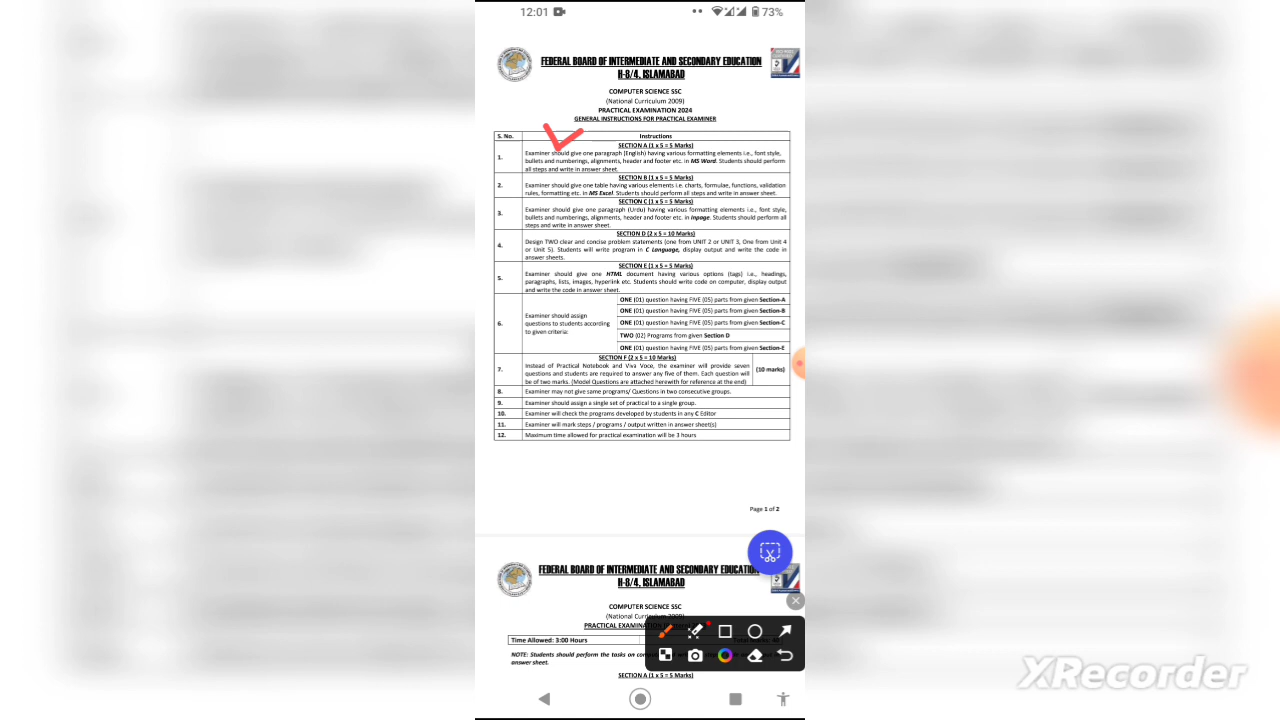 12:01 73%
FEDERAL BOARD OF INTERMEDIATE AND SECONDARY EDUCATION
H-8/4, ISLAMABAD
COMPUTER SCIENCE SSC
(National Curriculum 2009)
PRACTICAL EXAMINATION 2024
GENERAL INSTRUCTIONS FOR PRACTICAL EXAMINER
S. No. Instructions
SECTION A (1 x 5 = 5 Marks)
1. Examiner should give one paragraph (English) having various formatting elements i.e., font style,
bullets and numberings, alignments, header and footer etc. in MS Word. Students should perform
all steps and write in answer sheet.
SECTION B (1 x 5 = 5 Marks)
2. Examiner should give one table having various elements i.e. charts, formulae, functions, validation
rules, formatting etc. in MS Excel. Students should perform all steps and write in answer sheet.
SECTION C (1 x 5 = 5 Marks)
3. Examiner should give one paragraph (Urdu) having various formatting elements i.e., font style,
bullets and numberings, alignments, header and footer etc. in Inpage. Students should perform all
steps and write in answer sheet.
SECTION D (2 x 5 = 10 Marks)
4. Design TWO clear and concise problem statements (one from UNIT 2 or UNIT 3, One from Unit 4
or Unit 5). Students will write program in C Language, display output and write the code in
answer sheets.
SECTION E (1 x 5 = 5 Marks)
5. Examiner should give one HTML document having various options (tags) i.e., headings,
paragraphs, lists, images, hyperlink etc. Students should write code on computer, display output
and write the code in answer sheet.
6. Examiner should assign
questions to students according
to given criteria:
ONE (01) question having FIVE (05) parts from given Section-A
ONE (01) question having FIVE (05) parts from given Section-B
ONE (01) question having FIVE (05) parts from given Section-C
TWO (02) Programs from given Section D
ONE (01) question having FIVE (05) parts from given Section-E
SECTION F (2 x 5 = 10 Marks)
7. Instead of Practical Notebook and Viva Voce, the examiner will provide seven
questions and students are required to answer any five of them. Each question will
be of two marks. (Model Questions are attached herewith for reference at the end)
(10 marks)
8. Examiner may not give same programs/ Questions in two consecutive groups.
9. Examiner should assign a single set of practical to a single group.
10. Examiner will check the programs developed by students in any C Editor
11. Examiner will mark steps / programs / output written in answer sheet(s)
12. Maximum time allowed for practical examination will be 3 hours
Page 1 of 2
FEDERAL BOARD OF INTERMEDIATE AND SECONDARY EDUCATION
H-8/4, ISLAMABAD
COMPUTER SCIENCE SSC
(National
PRACTICAL
Time Allowed: 3:00 Hours
NOTE: Students should perform the tasks on
answer sheet.
SECTION A (1 x 5 = 5 Marks)
XRecorder